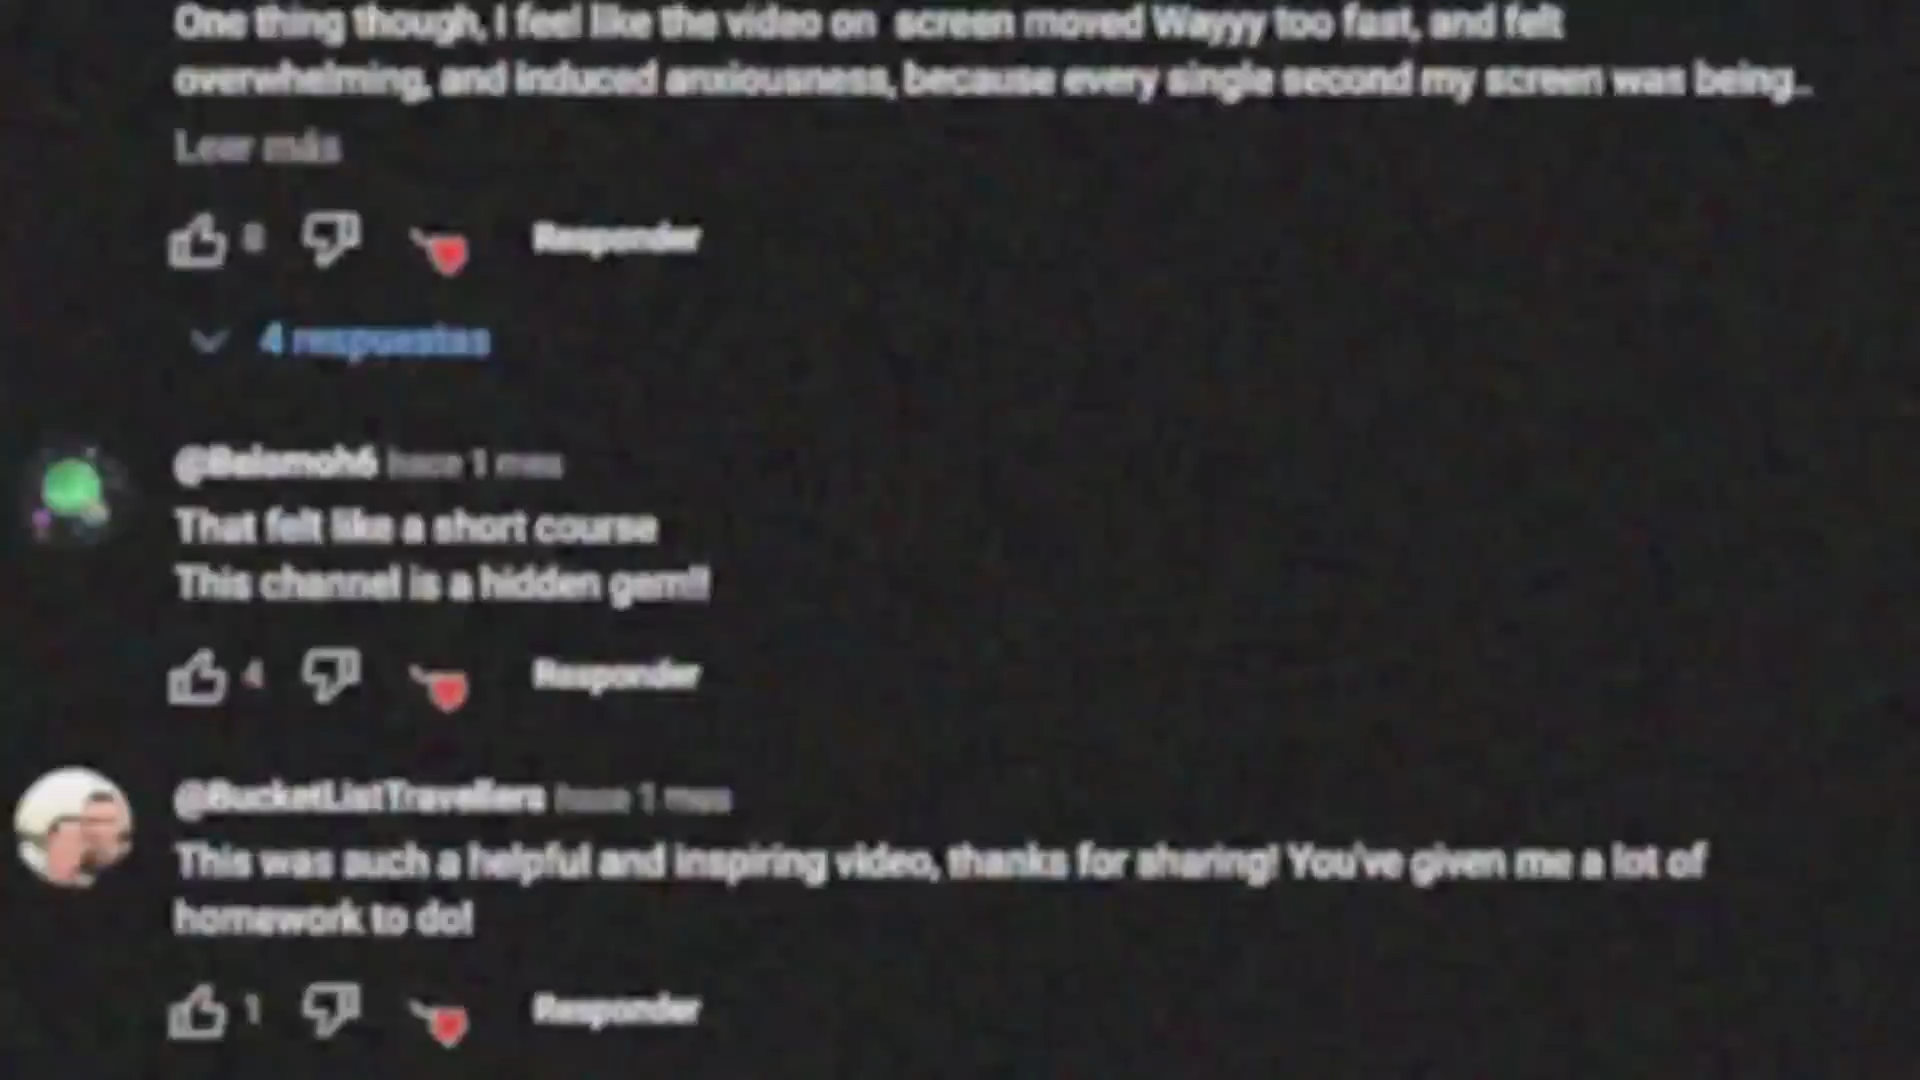 One thing though, I feel like the video on screen moved Wayyy too fast, and felt
overwhelming, and induced anxiousness, because every single second my screen was being..
Leer más
8 Responder
4 respuestas
hace 1 mes
That felt like a short course
This channel is a hidden gem!!
4 Responder
@BucketListTravellers hace 1 mes
This was such a helpful and inspiring video, thanks for sharing! You've given me a lot of
homework to do!
1 Responder